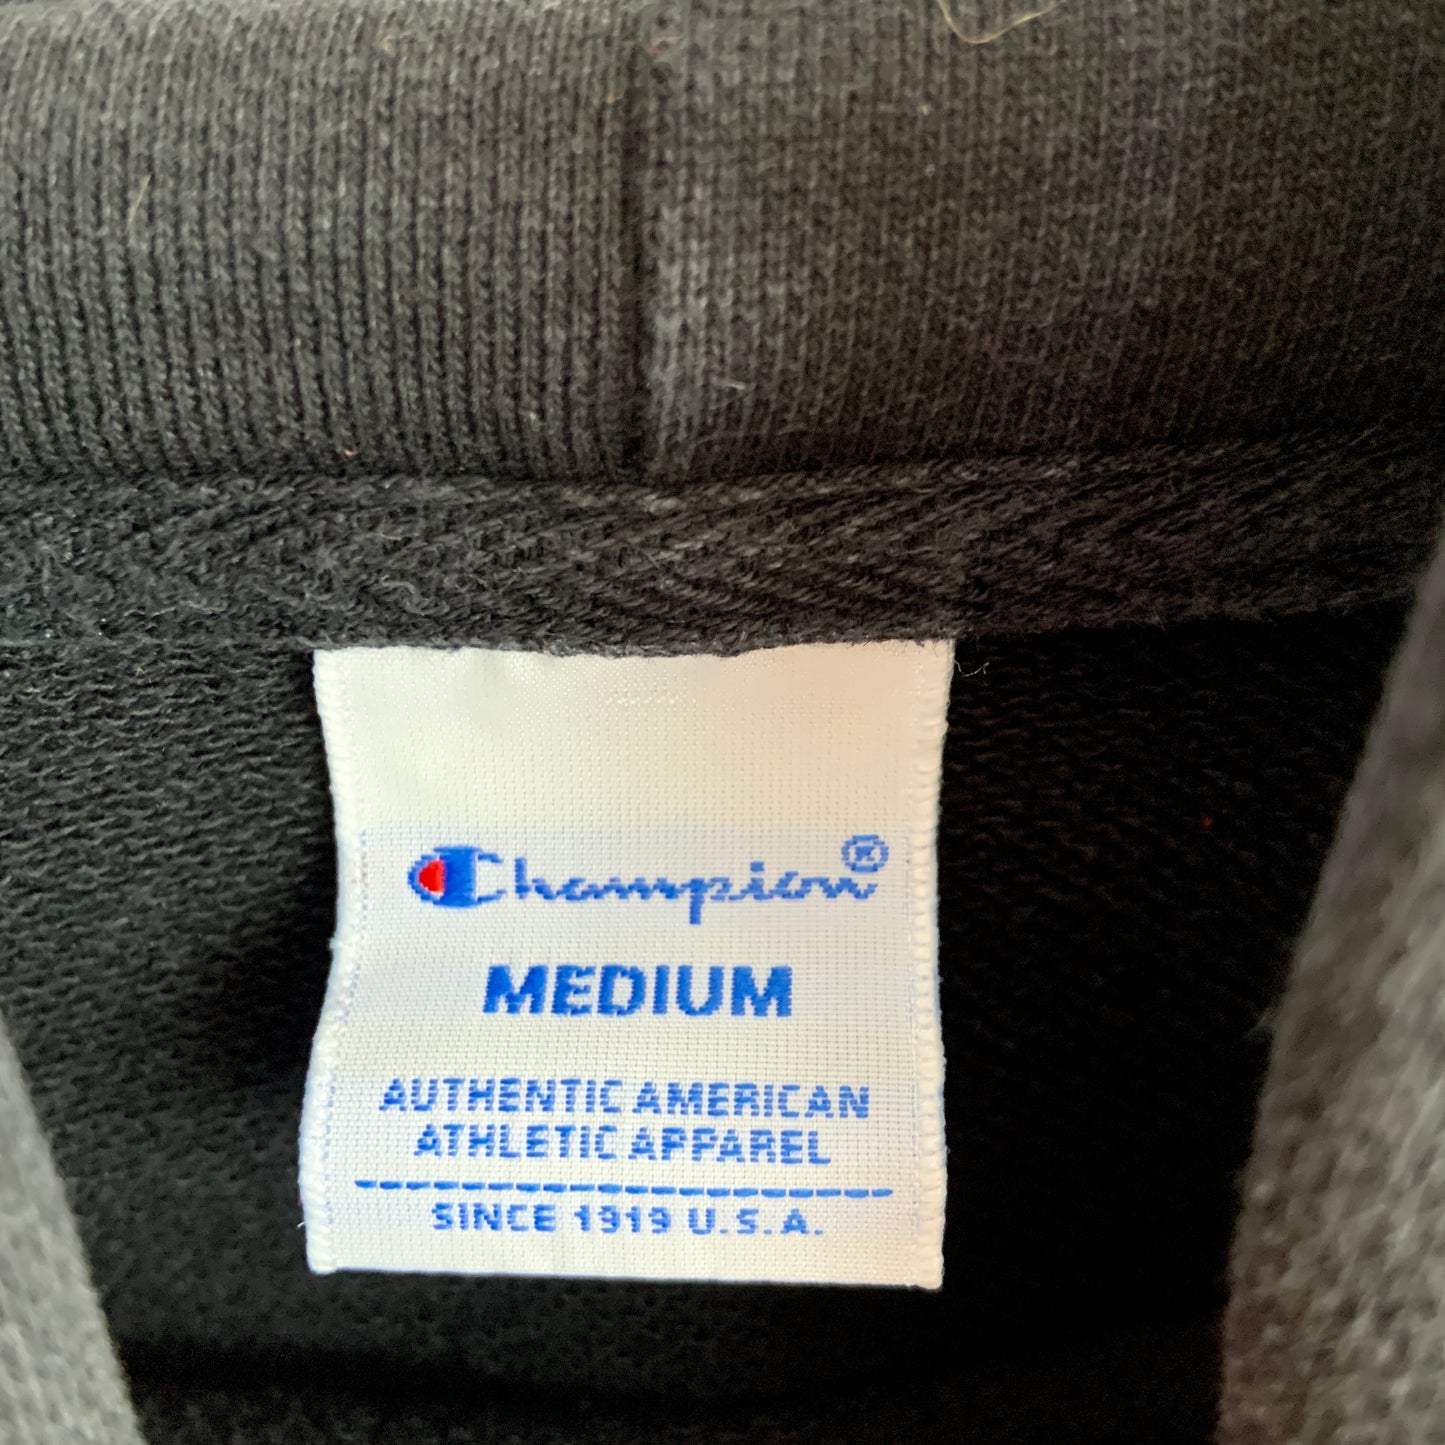 Champion®
MEDIUM
AUTHENTIC AMERICAN
ATHLETIC APPAREL
SINCE 1919 U.S.A.